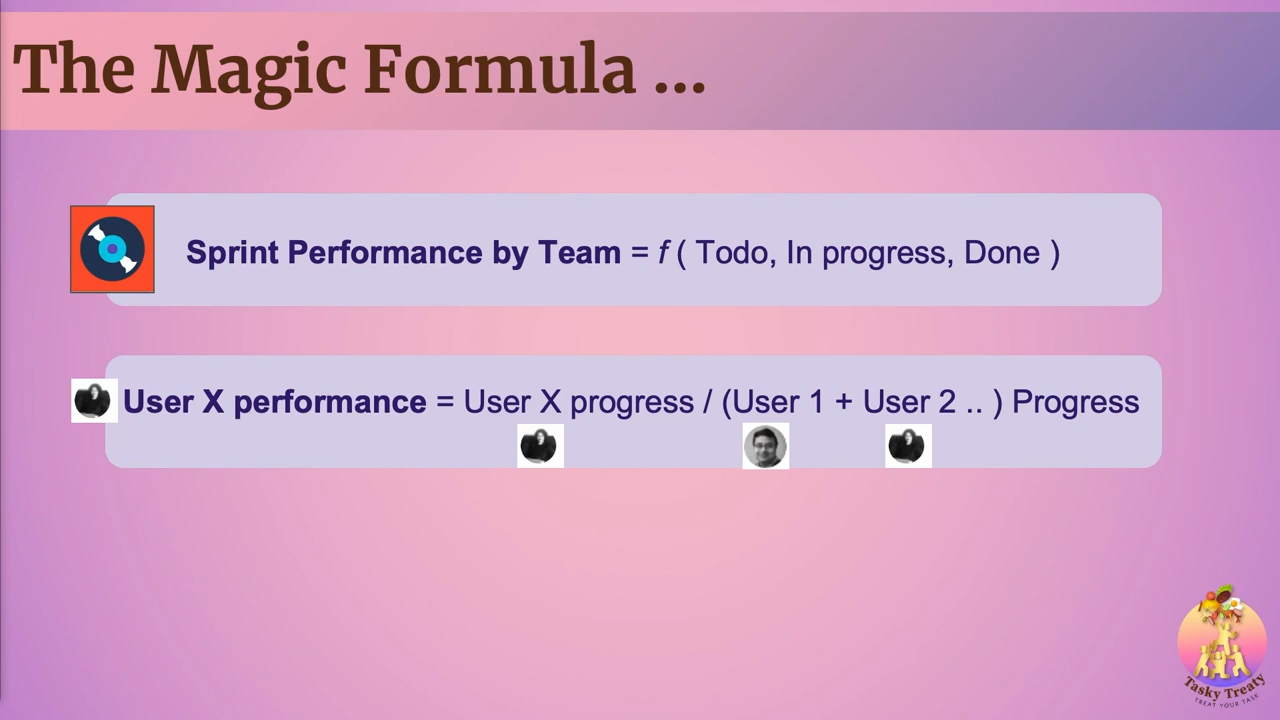 The Magic Formula ...
Sprint Performance by Team = f ( Todo, In progress, Done )
User X performance = User X progress / (User 1 + User 2 .. ) Progress
Tasky Treaty
TREAT YOUR TASK